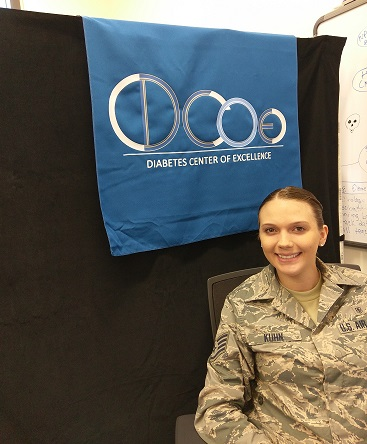 DCOE
DIABETES CENTER OF EXCELLENCE
KUHN
U.S. AIR